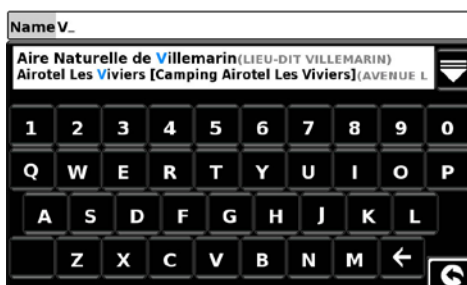 Name V_
Aire Naturelle de Villemarin(LIEU-DIT VILLEMARIN)
Airotel Les Viviers [Camping Airotel Les Viviers](AVENUE L
1 2 3 4 5 6 7 8 9 0
Q W E R T Y U I O P
A S D F G H J K L
Z X C V B N M ←